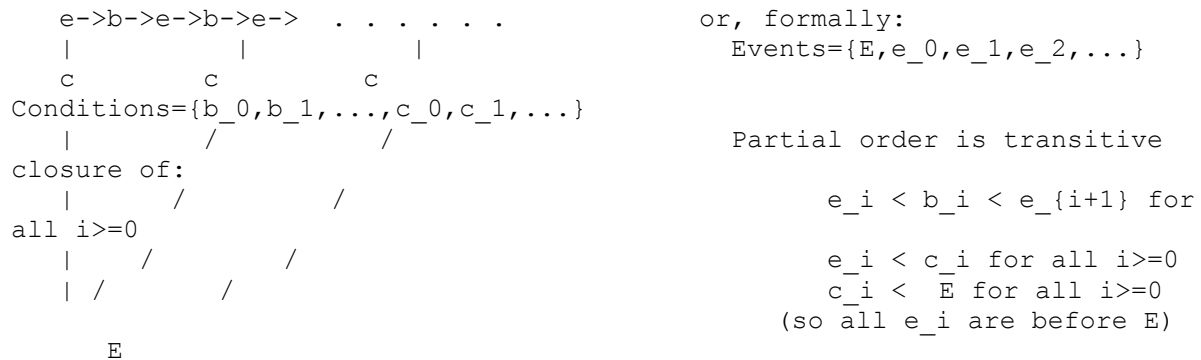 e->b->e->b->e->  . . . . . .               or, formally:
|          |          |                    Events={E,e_0,e_1,e_2,...}
c        c         c
Conditions={b_0,b_1,...,c_0,c_1,...}
|        /          /                      Partial order is transitive
closure of:
|      /         /                               e_i < b_i < e_{i+1} for
all i>=0
|    /        /                                e_i < c_i for all i>=0
| /       /                                    c_i <  E for all i>=0
(so all e_i are before E)
E